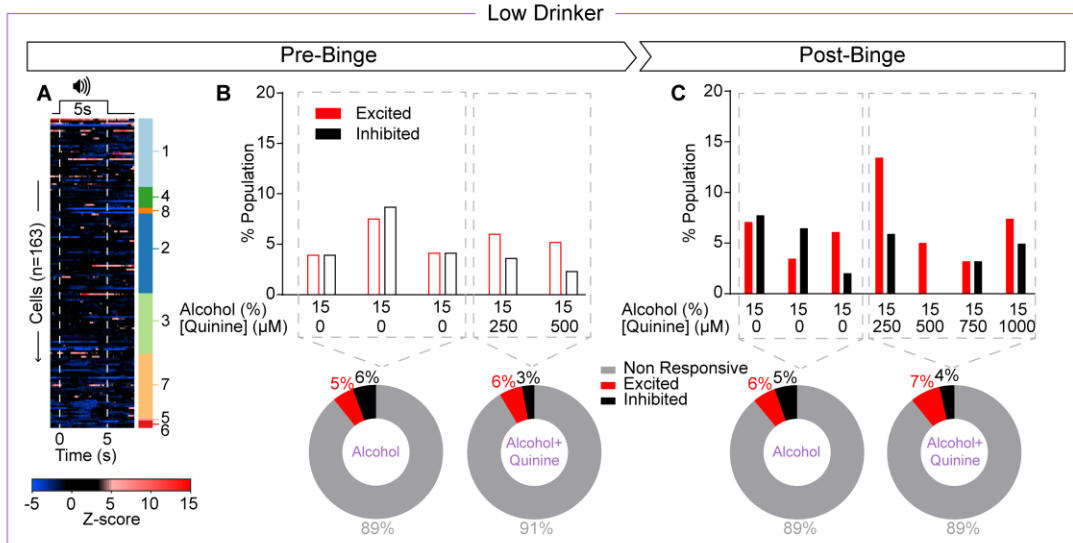 Low Drinker
Pre-Binge
Post-Binge
A
5s
Cells (n=163)
1
4
8
2
3
7
5
6
0 5
Time (s)
-5 0 5 10 15
Z-score
B
20
15
10
5
0
% Population
Excited
Inhibited
Alcohol (%) 15 15 15 15 15
[Quinine] (µM) 0 0 0 250 500
5% 6%
Alcohol
89%
6% 3%
Alcohol+
Quinine
91%
C
20
15
10
5
0
% Population
Alcohol (%) 15 15 15 15 15 15 15
[Quinine] (µM) 0 0 0 250 500 750 1000
Non Responsive
Excited
Inhibited
6% 5%
Alcohol
89%
7% 4%
Alcohol+
Quinine
89%